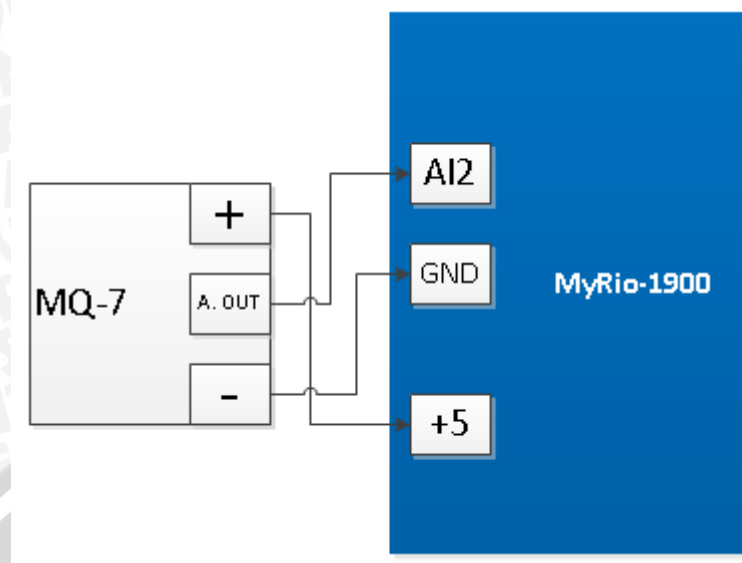 +
MQ-7
A. OUT
-
AI2
GND
+5
MyRio-1900